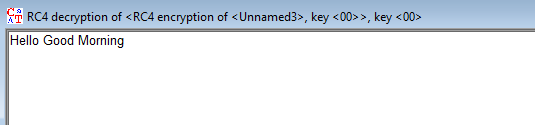 RC4 decryption of <RC4 encryption of <Unnamed3>, key <00>>, key <00>
Hello Good Morning